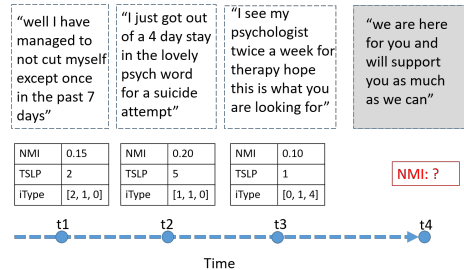 “well I have
managed to
not cut myself
except once
in the past 7
days”
“I just got out
of a 4 day stay
in the lovely
psych word
for a suicide
attempt”
“I see my
psychologist
twice a week for
therapy hope
this is what you
are looking for”
“we are here
for you and
will support
you as much
as we can”
NMI 0.15
TSLP 2
iType [2, 1, 0]
NMI 0.20
TSLP 5
iType [1, 1, 0]
NMI 0.10
TSLP 1
iType [0, 1, 4]
NMI: ?
t1 t2 t3 t4
Time